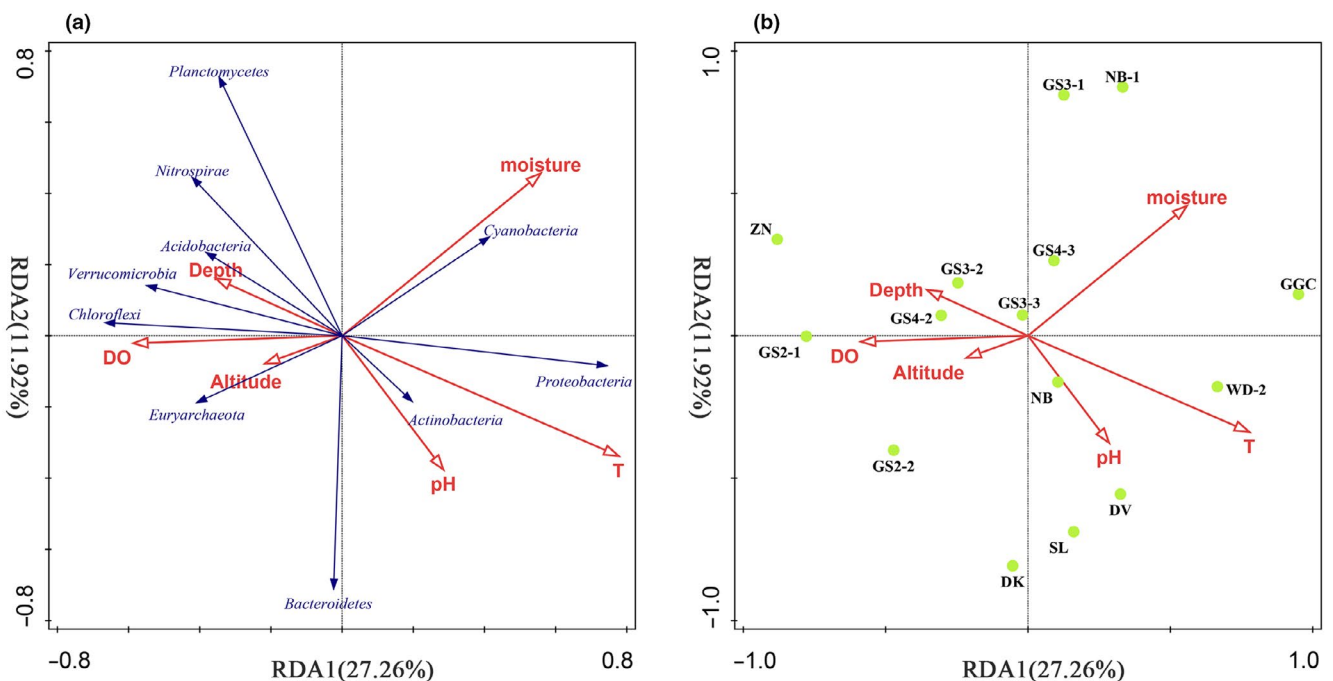 (a)
0.8
Planctomycetes
Nitrospirae
moisture
Cyanobacteria
Acidobacteria
Depth
Verrucomicrobia
Chloroflexi
DO
Altitude
Euryarchaeota
Proteobacteria
Actinobacteria
T
pH
Bacteroidetes
−0.8
RDA2(11.92%)
−0.8
RDA1(27.26%)
0.8
(b)
1.0
GS3-1
NB-1
moisture
ZN
GS4-3
GS3-2
GGC
Depth
GS3-3
GS4-2
GS2-1
DO
Altitude
NB
WD-2
T
pH
GS2-2
DV
SL
DK
−1.0
RDA2(11.92%)
−1.0
RDA1(27.26%)
1.0